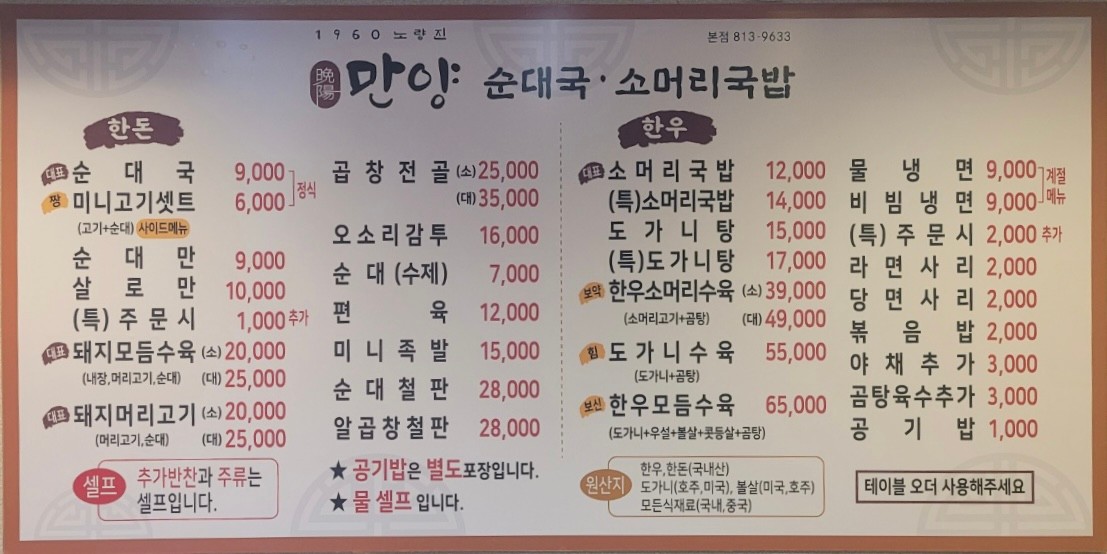 1960 노량진
본점 813-9633
晩陽 만양 순대국·소머리국밥
한돈
대표 순대국 9,000
짱 미니고기셋트 6,000
정식
(고기+순대) 사이드메뉴
순대만 9,000
살로만 10,000
(특)주문시 1,000 추가
대표 돼지모듬수육 (소) 20,000
(내장,머리고기,순대) (대) 25,000
대표 돼지머리고기 (소) 20,000
(머리고기,순대) (대) 25,000
곱창전골 (소) 25,000
(대) 35,000
오소리감투 16,000
순대(수제) 7,000
편육 12,000
미니족발 15,000
순대철판 28,000
알곱창철판 28,000
한우
대표 소머리국밥 12,000
(특)소머리국밥 14,000
도가니탕 15,000
(특)도가니탕 17,000
보약 한우소머리수육 (소) 39,000
(소머리고기+곰탕) (대) 49,000
힘 도가니수육 55,000
(도가니+곰탕)
보신 한우모듬수육 65,000
(도가니+우설+볼살+콧등살+곰탕)
물냉면 9,000
비빔냉면 9,000
계절
메뉴
(특)주문시 2,000 추가
라면사리 2,000
당면사리 2,000
볶음밥 2,000
야채추가 3,000
곰탕육수추가 3,000
공기밥 1,000
셀프
추가반찬과 주류는
셀프입니다.
★ 공기밥은 별도포장입니다.
★ 물 셀프 입니다.
원산지
한우,한돈(국내산)
도가니(호주,미국), 볼살(미국,호주)
모든식재료(국내,중국)
테이블 오더 사용해주세요